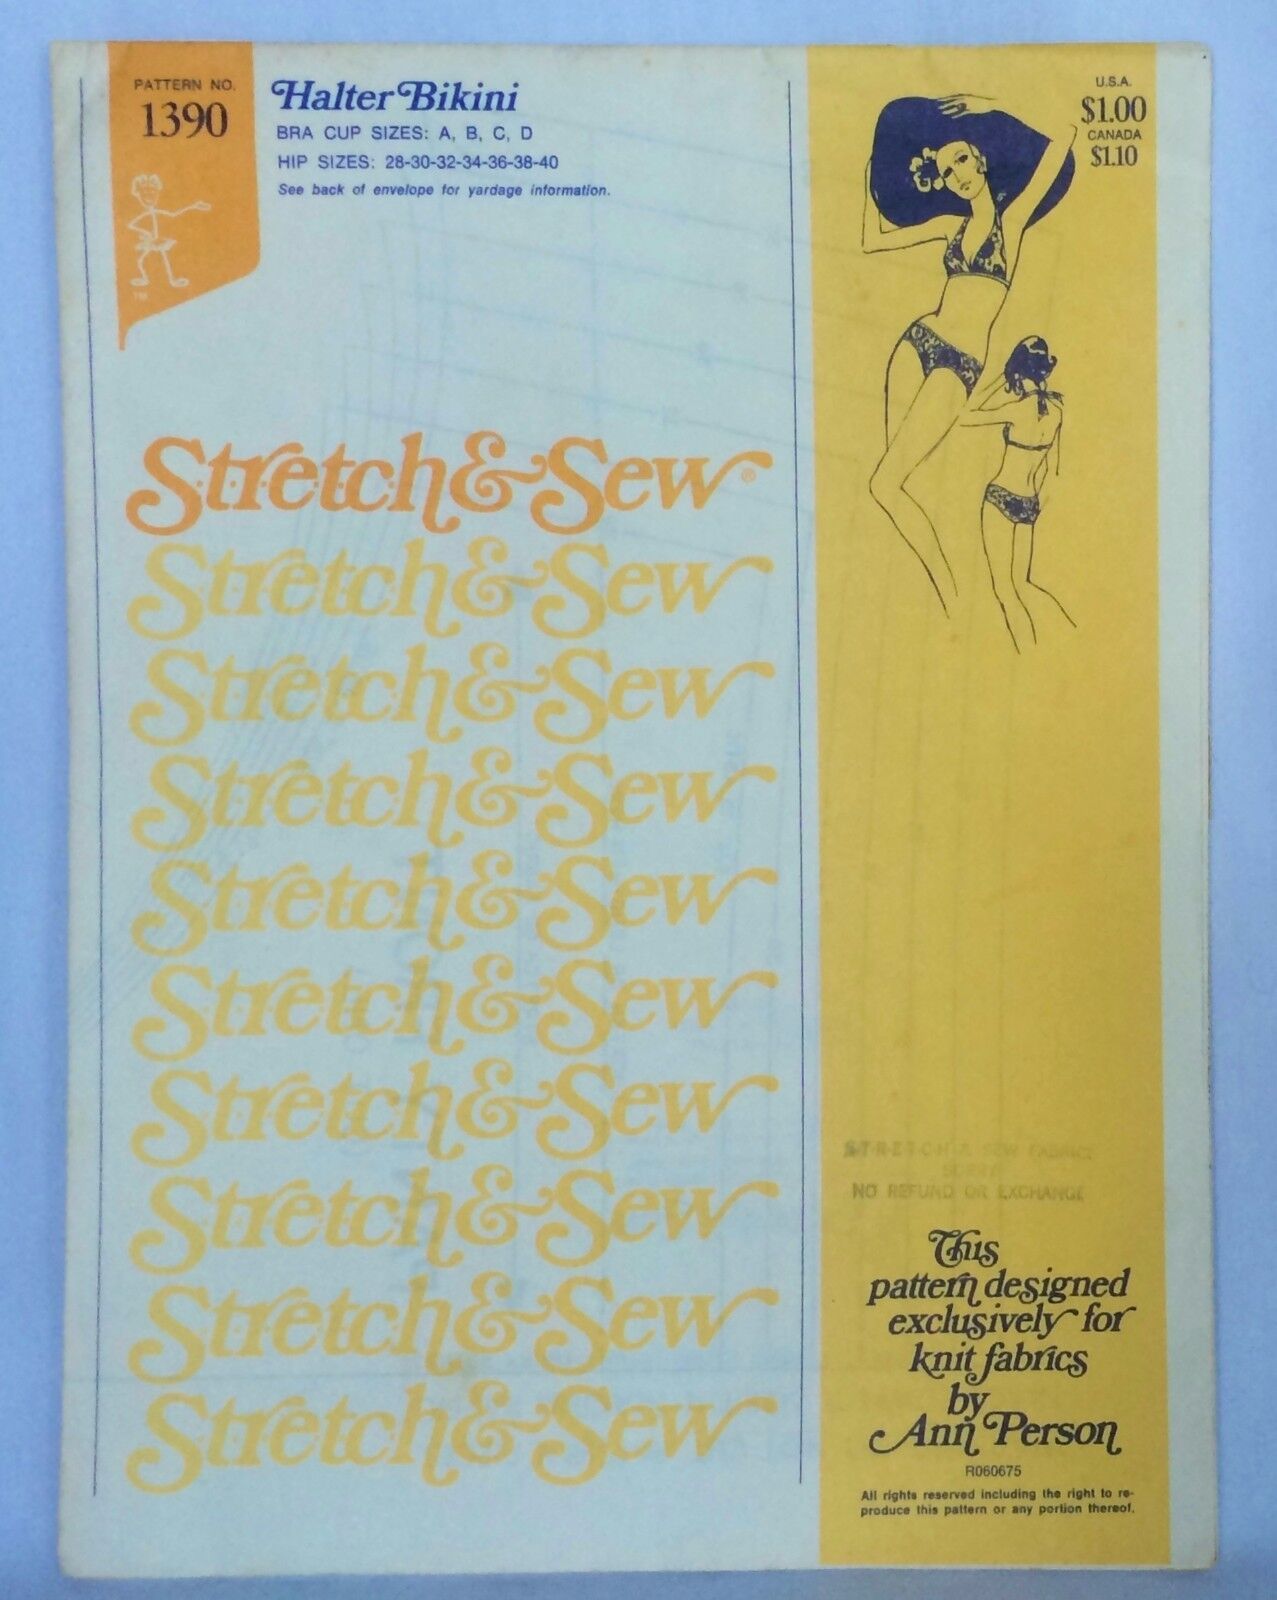 PATTERN NO.
1390
Halter Bikini
BRA CUP SIZES: A, B, C, D
HIP SIZES: 28-30-32-34-36-38-40
See back of envelope for yardage information.
TM
U.S.A.
$1.00
CANADA
$1.10
Stretch & Sew®
Stretch & Sew
Stretch & Sew
Stretch & Sew
Stretch & Sew
Stretch & Sew
Stretch & Sew
Stretch & Sew
Stretch & Sew
Stretch & Sew
S-T-R-E-T-C-H & SEW FABRICS
SORRY
NO REFUND OR EXCHANGE
This
pattern designed
exclusively for
knit fabrics
by
Ann Person
R060675
All rights reserved including the right to re-
produce this pattern or any portion thereof.